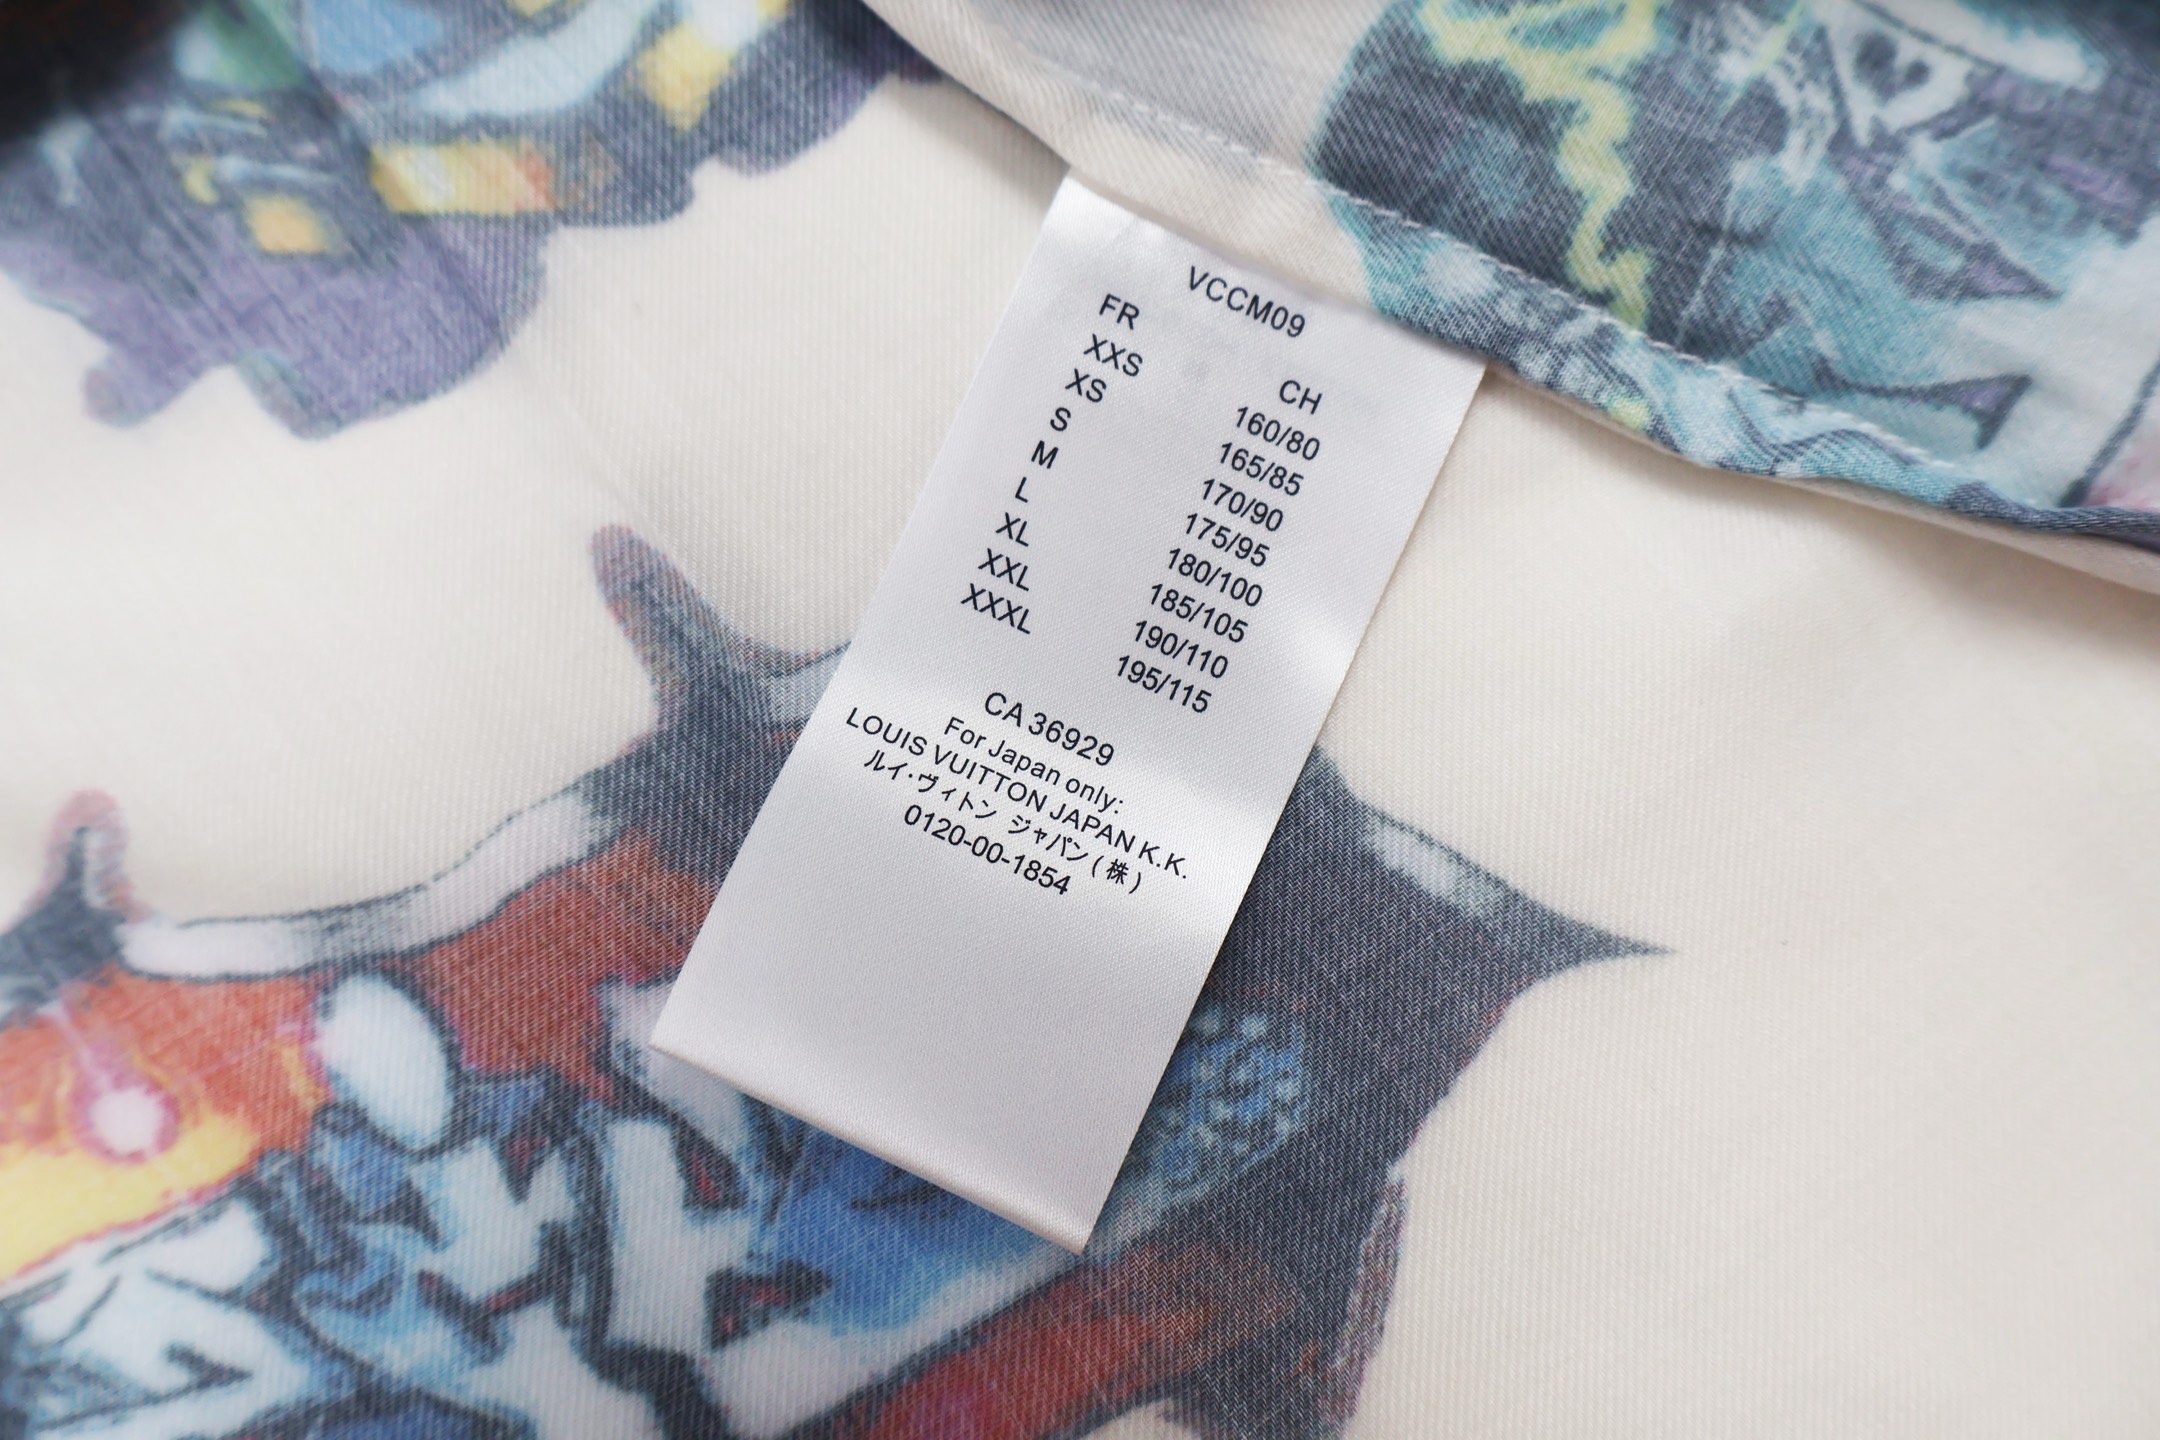 VCCM09
FR CH
XXS 160/80
XS 165/85
S 170/90
M 175/95
L 180/100
XL 185/105
XXL 190/110
XXXL 195/115
CA 36929
For Japan only:
LOUIS VUITTON JAPAN K.K.
ルイ・ヴィトン ジャパン (株)
0120-00-1854